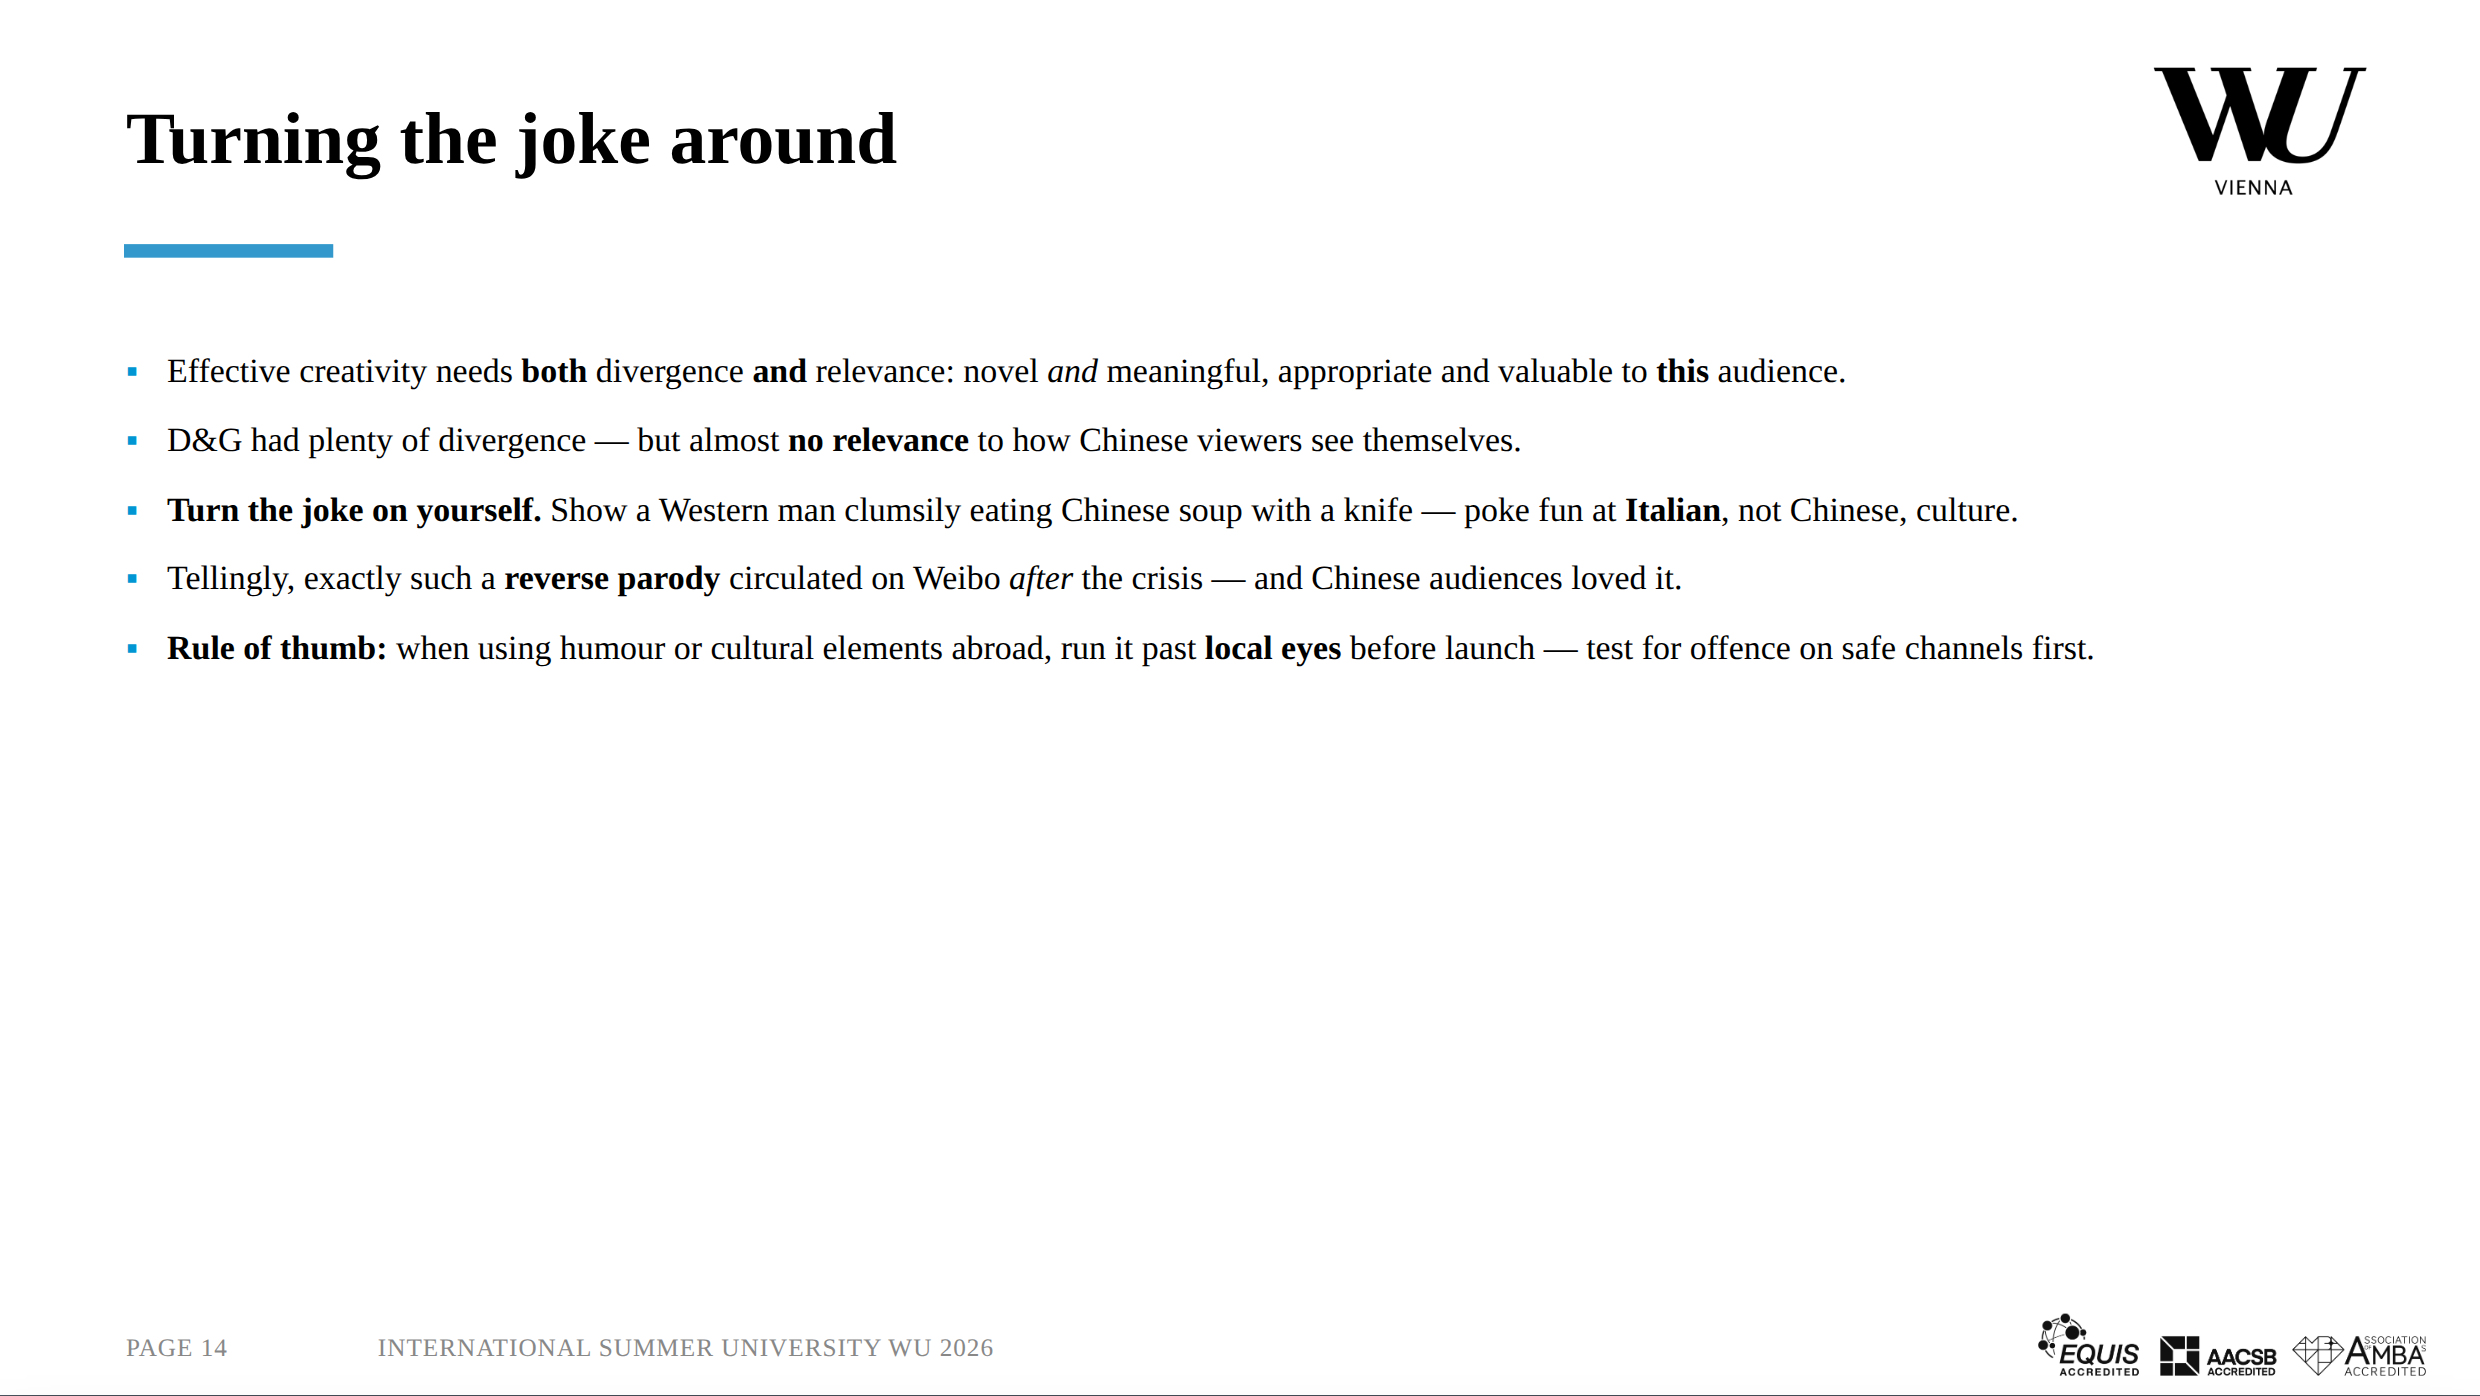 Turning the joke around
WU
VIENNA
▪ Effective creativity needs both divergence and relevance: novel and meaningful, appropriate and valuable to this audience.
▪ D&G had plenty of divergence — but almost no relevance to how Chinese viewers see themselves.
▪ Turn the joke on yourself. Show a Western man clumsily eating Chinese soup with a knife — poke fun at Italian, not Chinese, culture.
▪ Tellingly, exactly such a reverse parody circulated on Weibo after the crisis — and Chinese audiences loved it.
▪ Rule of thumb: when using humour or cultural elements abroad, run it past local eyes before launch — test for offence on safe channels first.
PAGE 14
INTERNATIONAL SUMMER UNIVERSITY WU 2026
EQUIS
ACCREDITED
AACSB
ACCREDITED
ASSOCIATION
OF
AMBAS
ACCREDITED